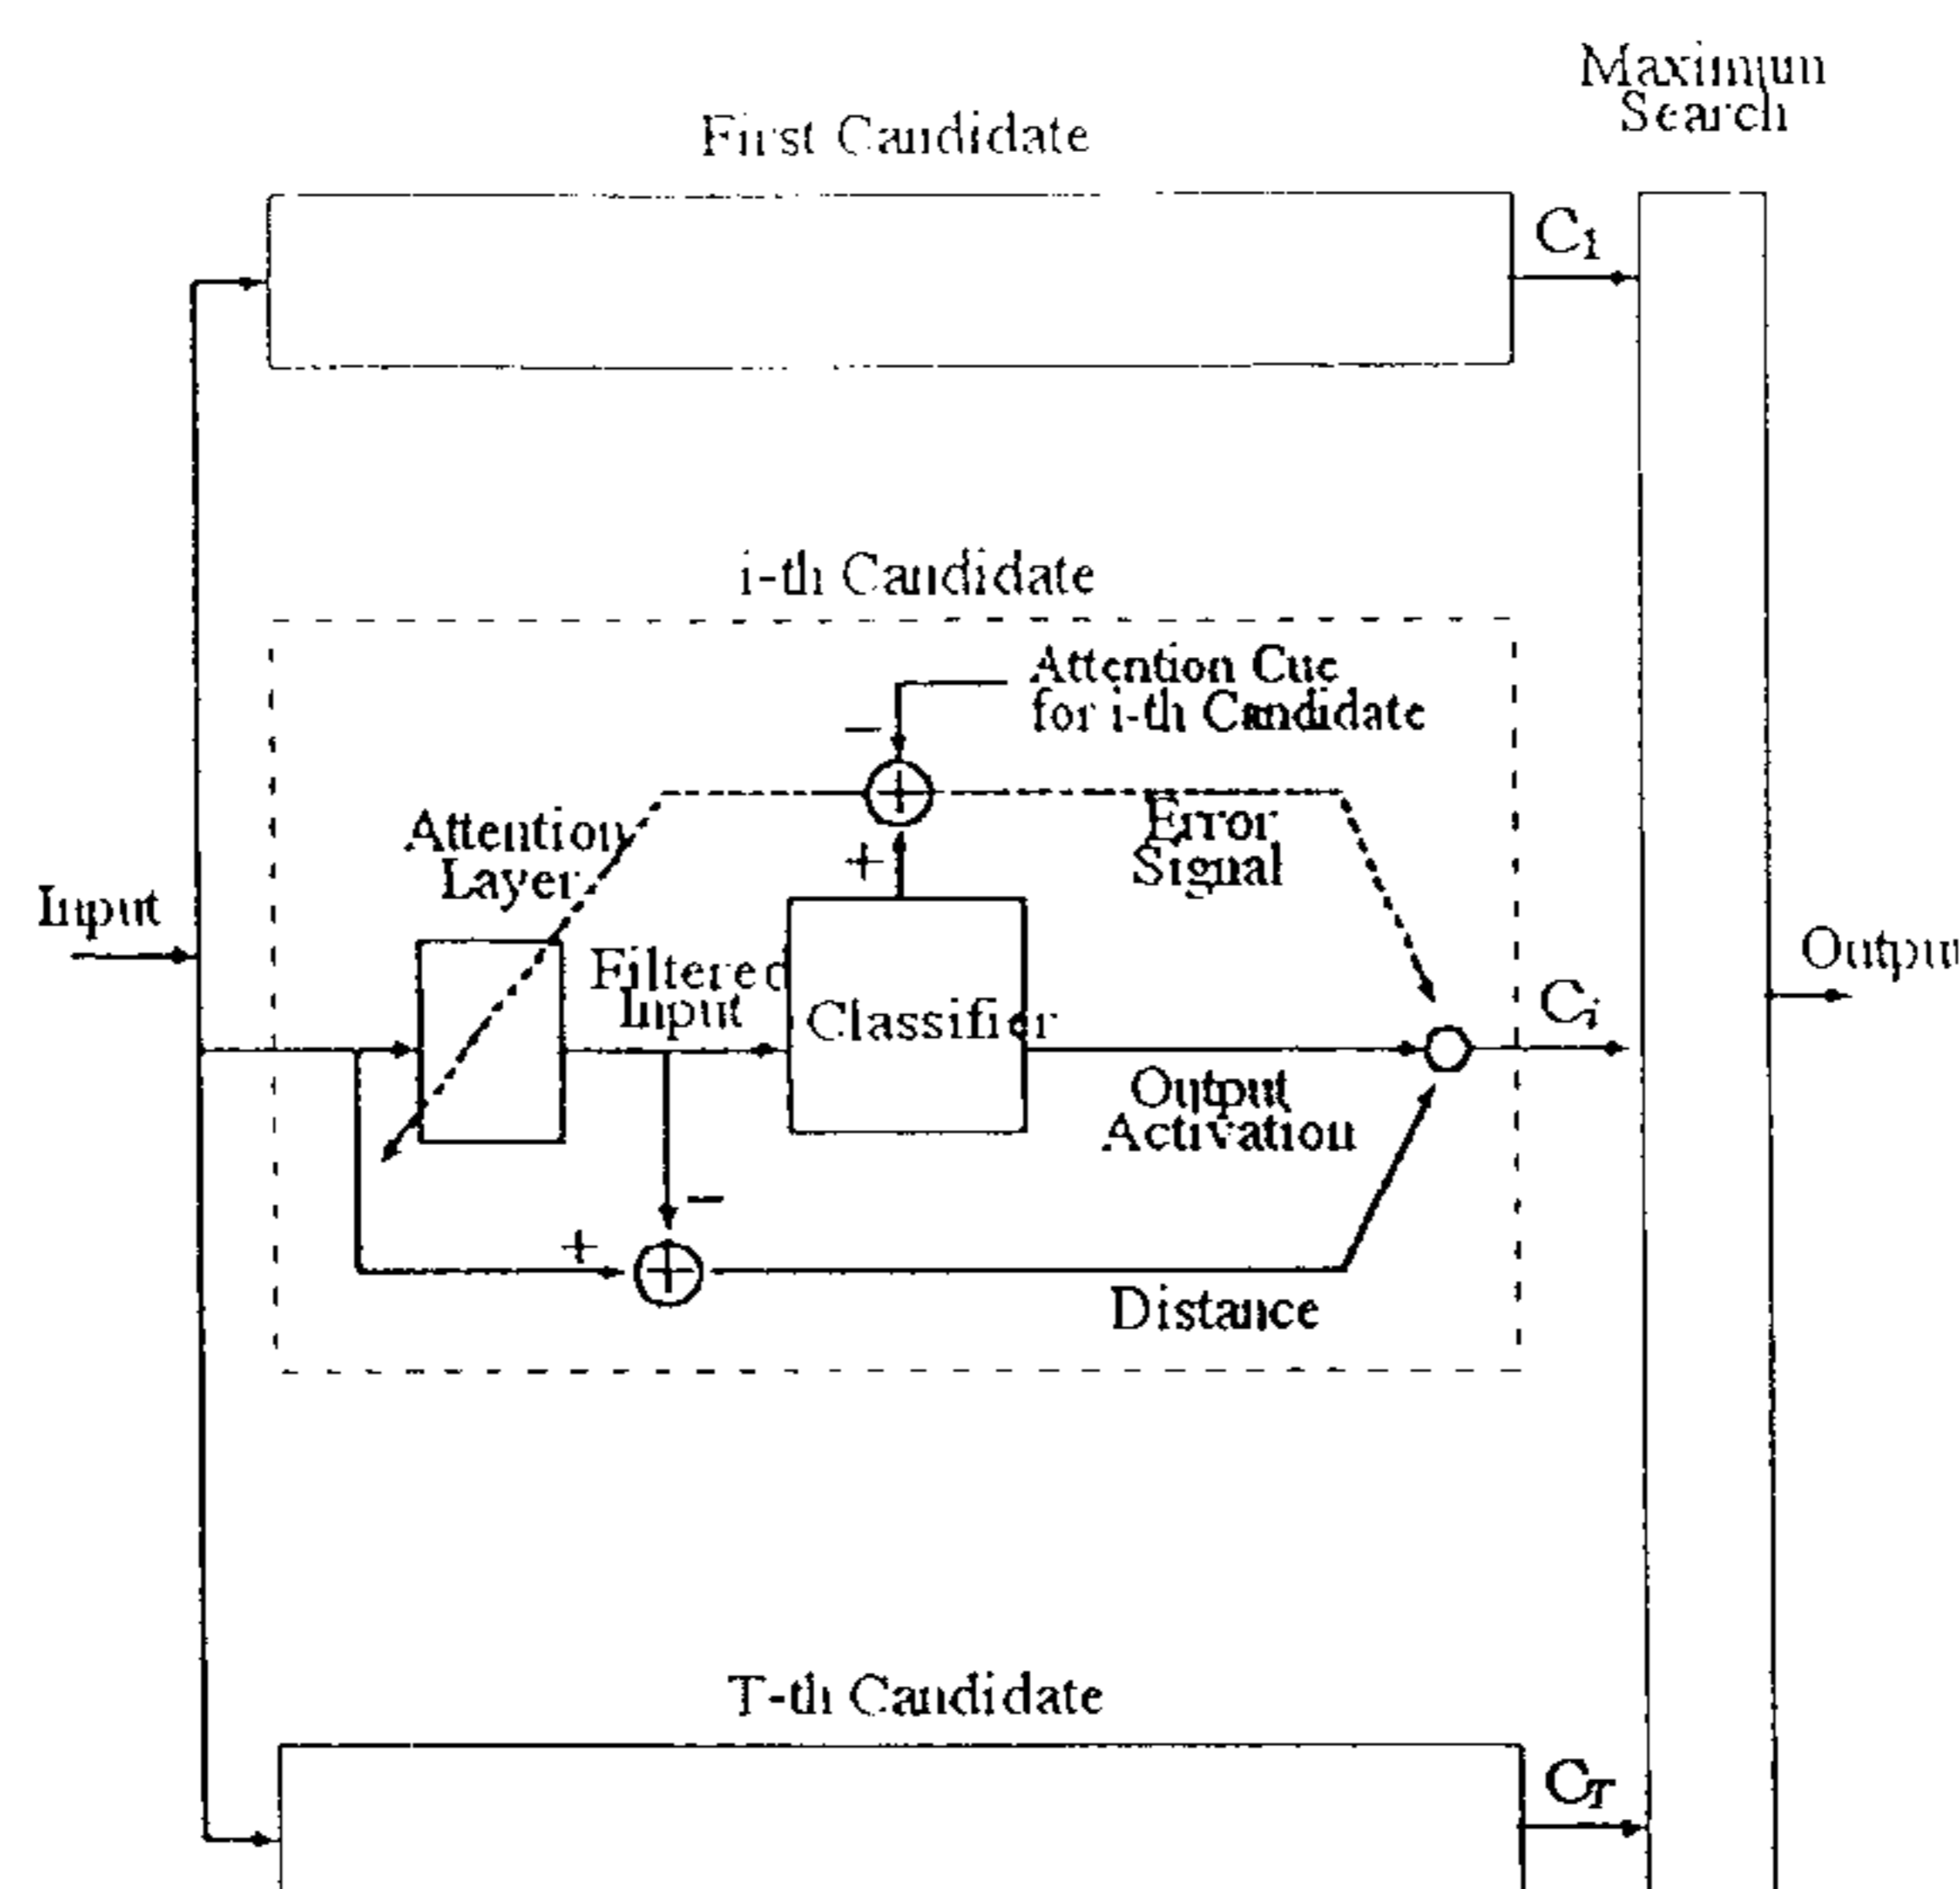 Maximum
Search
First Candidate
C1
i-th Candidate
Attention Cue
for i-th Candidate
−
Attention
Layer
+
Error
Signal
Input
Filtered
Input
Classifier
Output
Ci
Output
Activation
−
+
Distance
T-th Candidate
CT